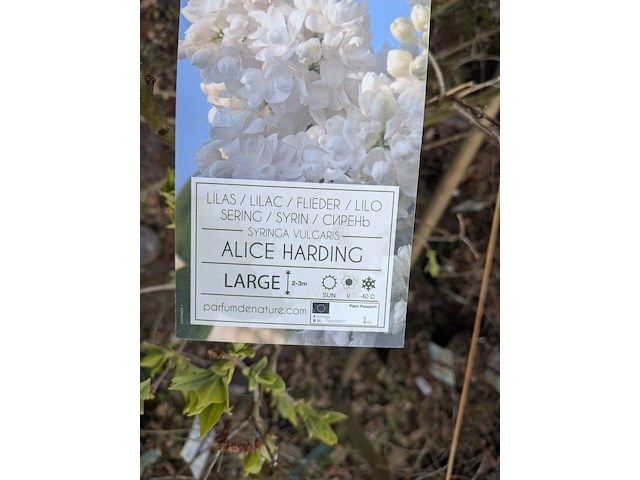 LILAS / LILAC / FLIEDER / LILO
SERING / SYRIN / СИРЕНЬ
SYRINGA VULGARIS
ALICE HARDING
LARGE 2-3m
SUN V -40 C
parfumdenature.com
Plant Passport
A Syringa